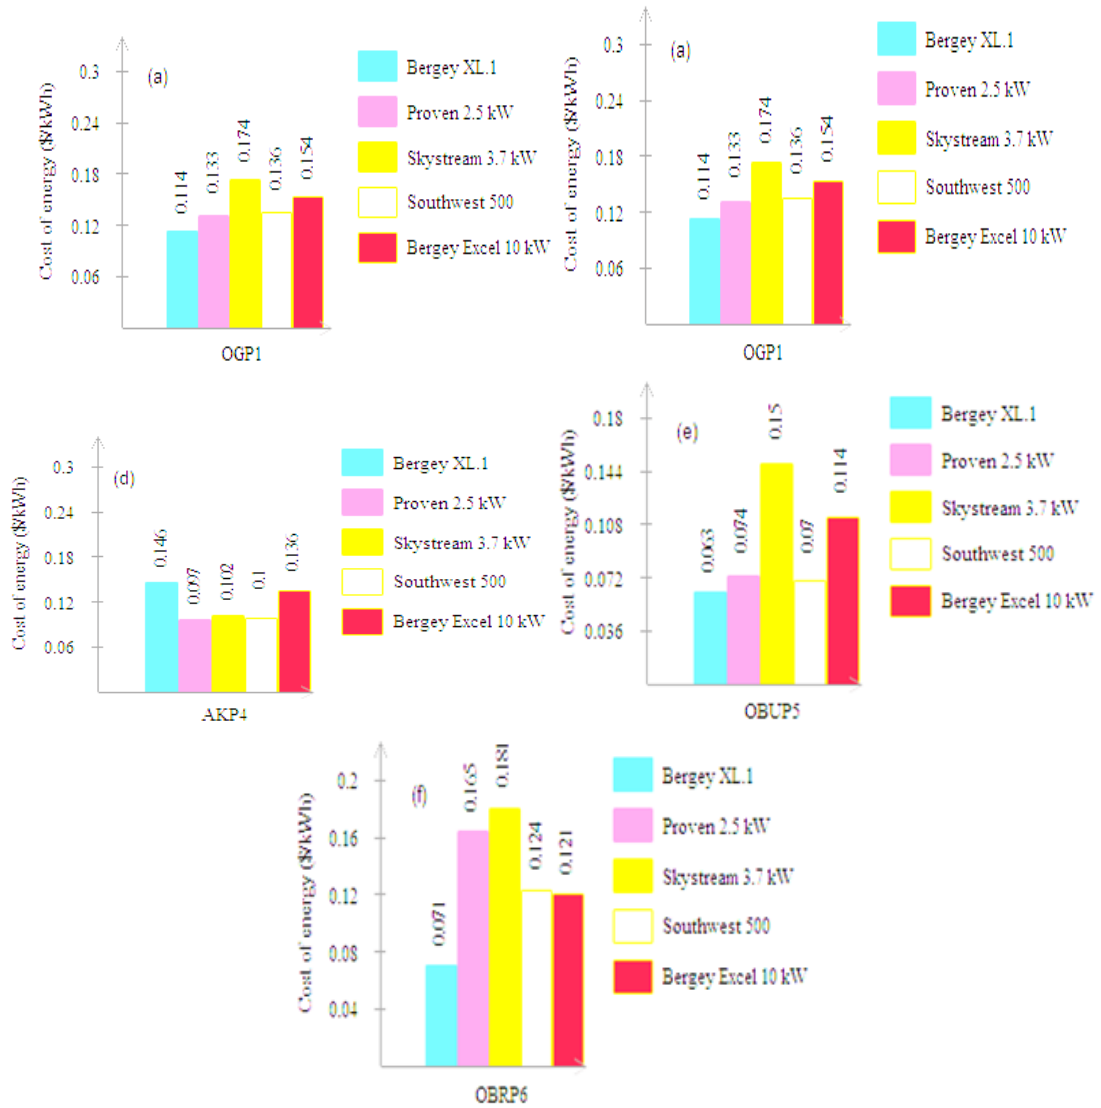 Cost of energy ($/kWh)
0.3
0.24
0.18
0.12
0.06
(a)
0.114
0.133
0.174
0.136
0.154
OGP1
Bergey XL.1
Proven 2.5 kW
Skystream 3.7 kW
Southwest 500
Bergey Excel 10 kW
Cost of energy ($/kWh)
0.3
0.24
0.18
0.12
0.06
(a)
0.114
0.133
0.174
0.136
0.154
OGP1
Bergey XL.1
Proven 2.5 kW
Skystream 3.7 kW
Southwest 500
Bergey Excel 10 kW
Cost of energy ($/kWh)
0.3
0.24
0.18
0.12
0.06
(d)
0.146
0.097
0.102
0.1
0.136
AKP4
Bergey XL.1
Proven 2.5 kW
Skystream 3.7 kW
Southwest 500
Bergey Excel 10 kW
Cost of energy ($/kWh)
0.18
0.144
0.108
0.072
0.036
(e)
0.063
0.074
0.15
0.07
0.114
OBUP5
Bergey XL.1
Proven 2.5 kW
Skystream 3.7 kW
Southwest 500
Bergey Excel 10 kW
Cost of energy ($/kWh)
0.2
0.16
0.12
0.08
0.04
(f)
0.071
0.165
0.181
0.124
0.121
OBRP6
Bergey XL.1
Proven 2.5 kW
Skystream 3.7 kW
Southwest 500
Bergey Excel 10 kW